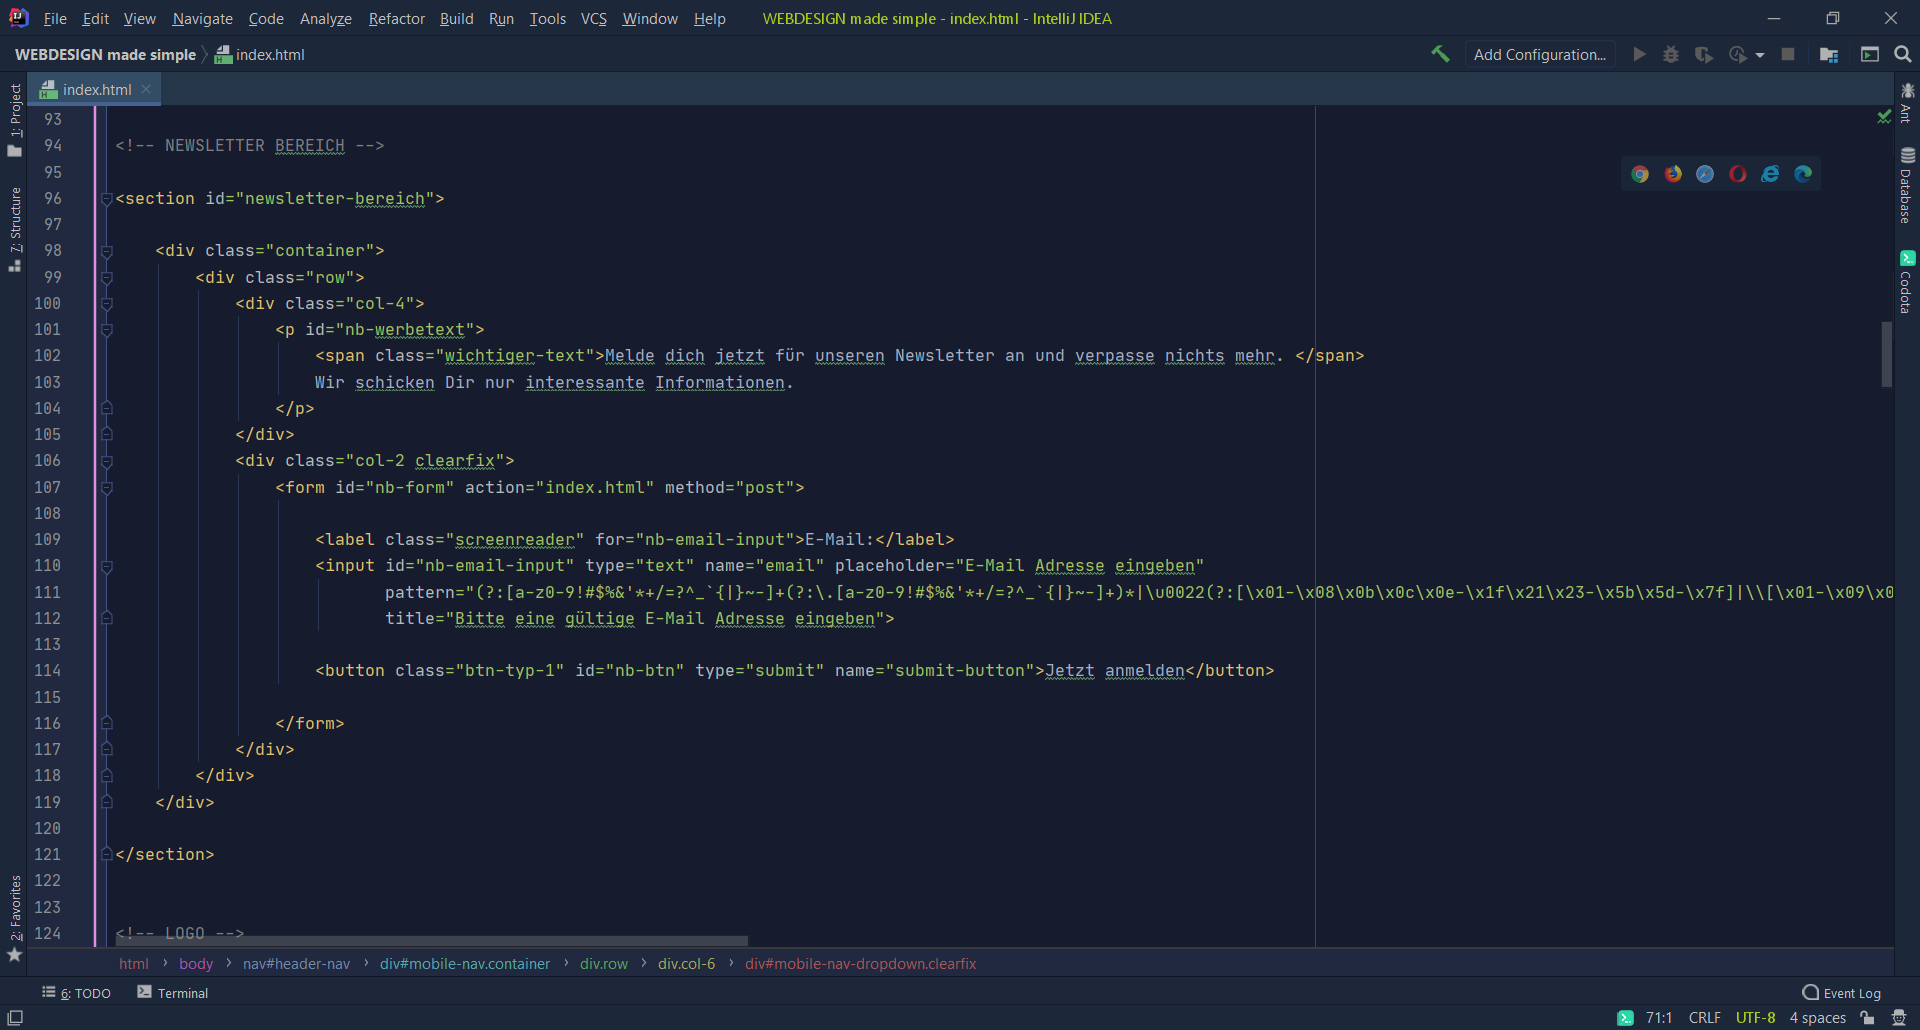 File Edit View Navigate Code Analyze Refactor Build Run Tools VCS Window Help WEBDESIGN made simple - index.html - IntelliJ IDEA
WEBDESIGN made simple index.html Add Configuration...
index.html
1: Project
7: Structure
2: Favorites
Ant
Database
Codota
93
94 <!-- NEWSLETTER BEREICH -->
95
96 <section id="newsletter-bereich">
97
98 <div class="container">
99 <div class="row">
100 <div class="col-4">
101 <p id="nb-werbetext">
102 <span class="wichtiger-text">Melde dich jetzt für unseren Newsletter an und verpasse nichts mehr. </span>
103 Wir schicken Dir nur interessante Informationen.
104 </p>
105 </div>
106 <div class="col-2 clearfix">
107 <form id="nb-form" action="index.html" method="post">
108
109 <label class="screenreader" for="nb-email-input">E-Mail:</label>
110 <input id="nb-email-input" type="text" name="email" placeholder="E-Mail Adresse eingeben"
111 pattern="(?:[a-z0-9!#$%&'*+/=?^_`{|}~-]+(?:\.[a-z0-9!#$%&'*+/=?^_`{|}~-]+)*|\u0022(?:[\x01-\x08\x0b\x0c\x0e-\x1f\x21\x23-\x5b\x5d-\x7f]|\\[\x01-\x09\x0
112 title="Bitte eine gültige E-Mail Adresse eingeben">
113
114 <button class="btn-typ-1" id="nb-btn" type="submit" name="submit-button">Jetzt anmelden</button>
115
116 </form>
117 </div>
118 </div>
119 </div>
120
121 </section>
122
123
124 <!-- LOGO -->
html › body › nav#header-nav › div#mobile-nav.container › div.row › div.col-6 › div#mobile-nav-dropdown.clearfix
6: TODO Terminal Event Log
71:1 CRLF UTF-8 4 spaces